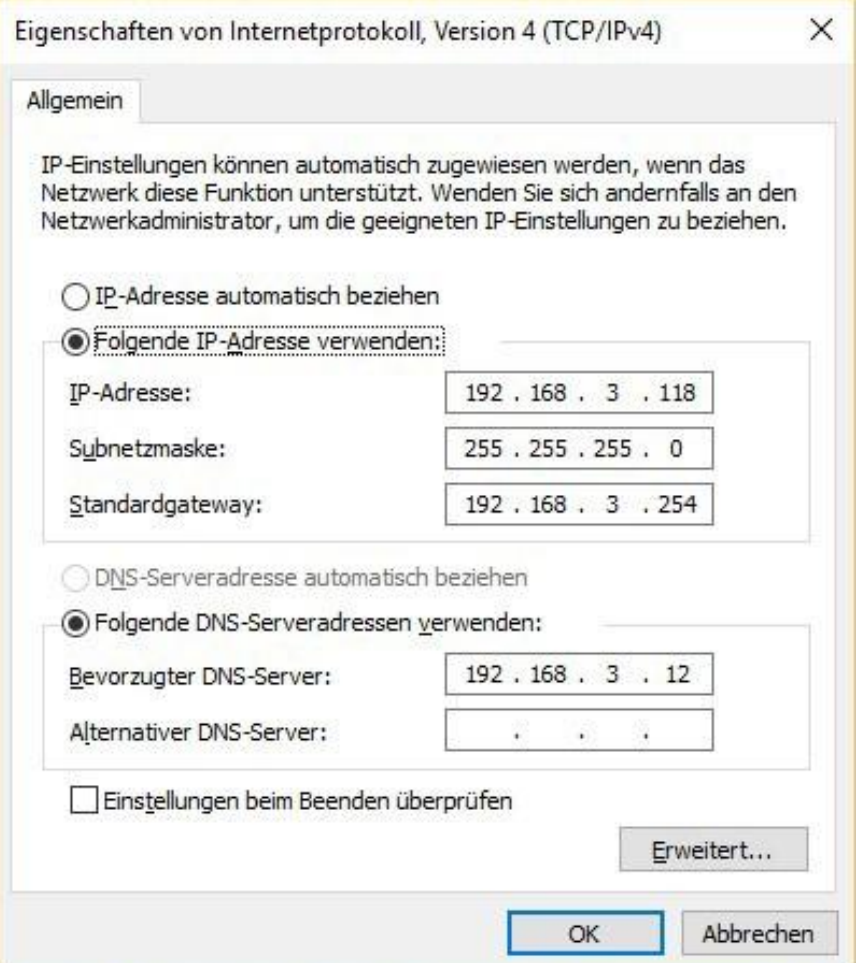 Eigenschaften von Internetprotokoll, Version 4 (TCP/IPv4)
Allgemein
IP-Einstellungen können automatisch zugewiesen werden, wenn das
Netzwerk diese Funktion unterstützt. Wenden Sie sich andernfalls an den
Netzwerkadministrator, um die geeigneten IP-Einstellungen zu beziehen.
IP-Adresse automatisch beziehen
Folgende IP-Adresse verwenden:
IP-Adresse: 192 . 168 . 3 . 118
Subnetzmaske: 255 . 255 . 255 . 0
Standardgateway: 192 . 168 . 3 . 254
DNS-Serveradresse automatisch beziehen
Folgende DNS-Serveradressen verwenden:
Bevorzugter DNS-Server: 192 . 168 . 3 . 12
Alternativer DNS-Server: . . .
Einstellungen beim Beenden überprüfen
Erweitert...
OK Abbrechen